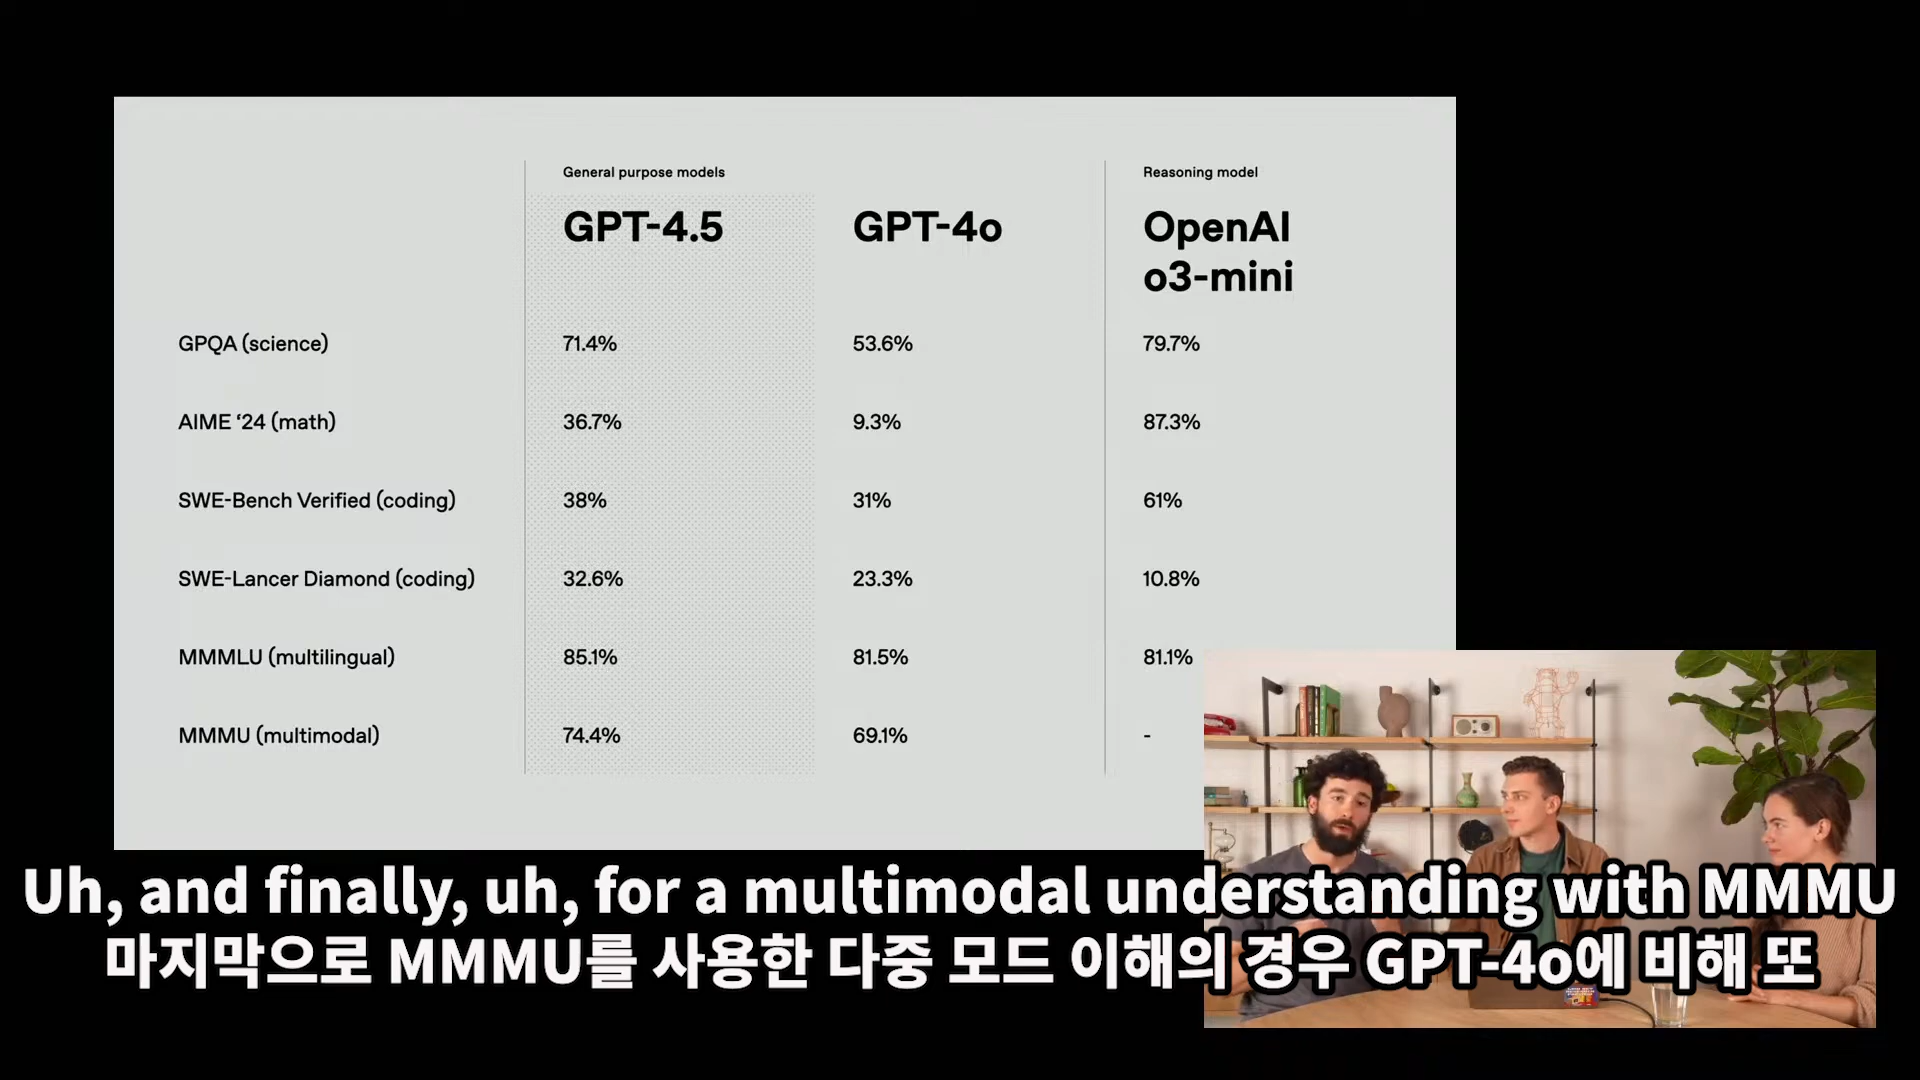 General purpose models
Reasoning model
GPT-4.5
GPT-4o
OpenAI
o3-mini
GPQA (science) 71.4% 53.6% 79.7%
AIME ‘24 (math) 36.7% 9.3% 87.3%
SWE-Bench Verified (coding) 38% 31% 61%
SWE-Lancer Diamond (coding) 32.6% 23.3% 10.8%
MMMLU (multilingual) 85.1% 81.5% 81.1%
MMMU (multimodal) 74.4% 69.1% -
Uh, and finally, uh, for a multimodal understanding with MMMU
마지막으로 MMMU를 사용한 다중 모드 이해의 경우 GPT-4o에 비해 또